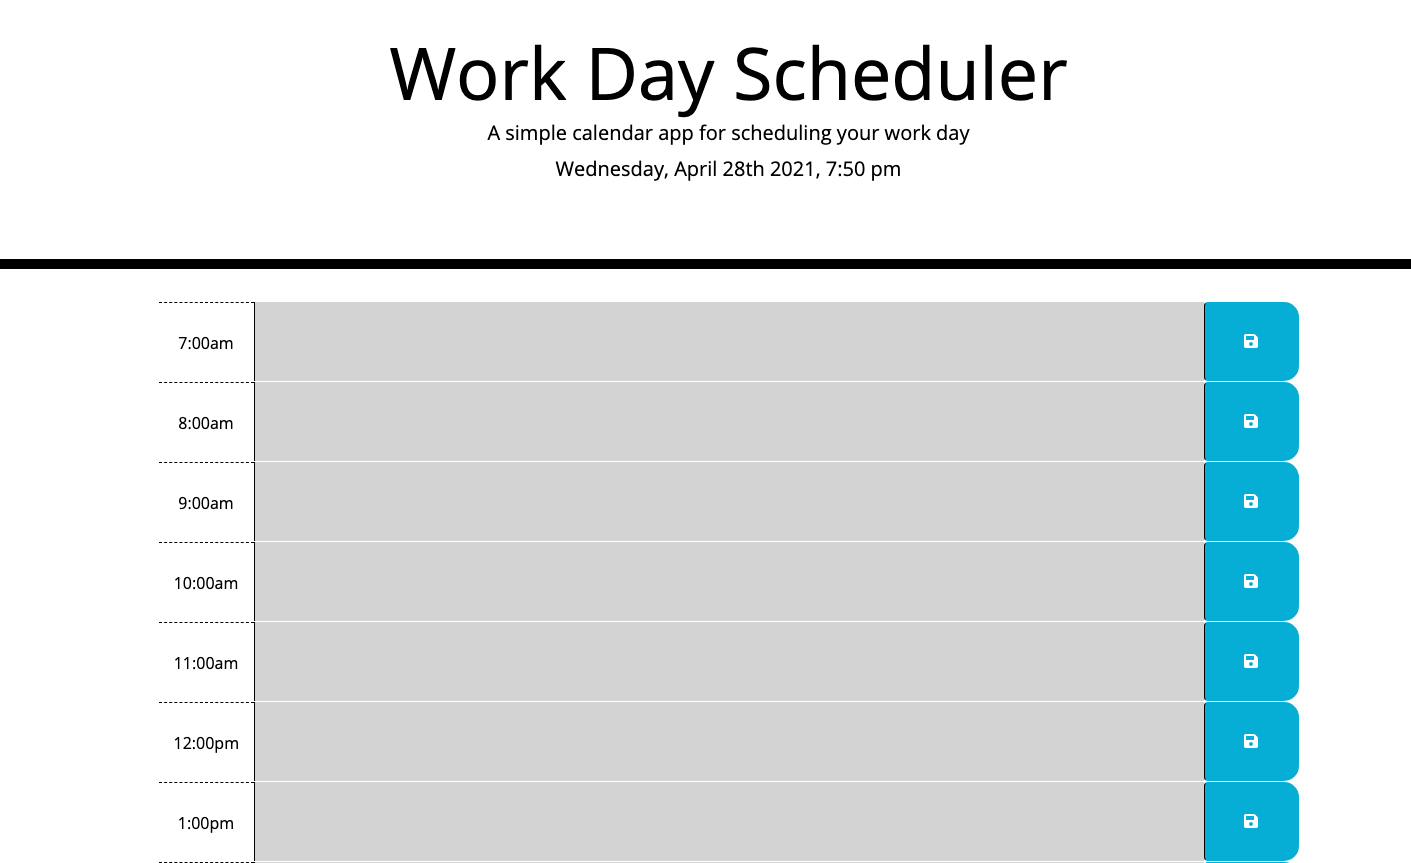 Work Day Scheduler
A simple calendar app for scheduling your work day
Wednesday, April 28th 2021, 7:50 pm
7:00am
8:00am
9:00am
10:00am
11:00am
12:00pm
1:00pm